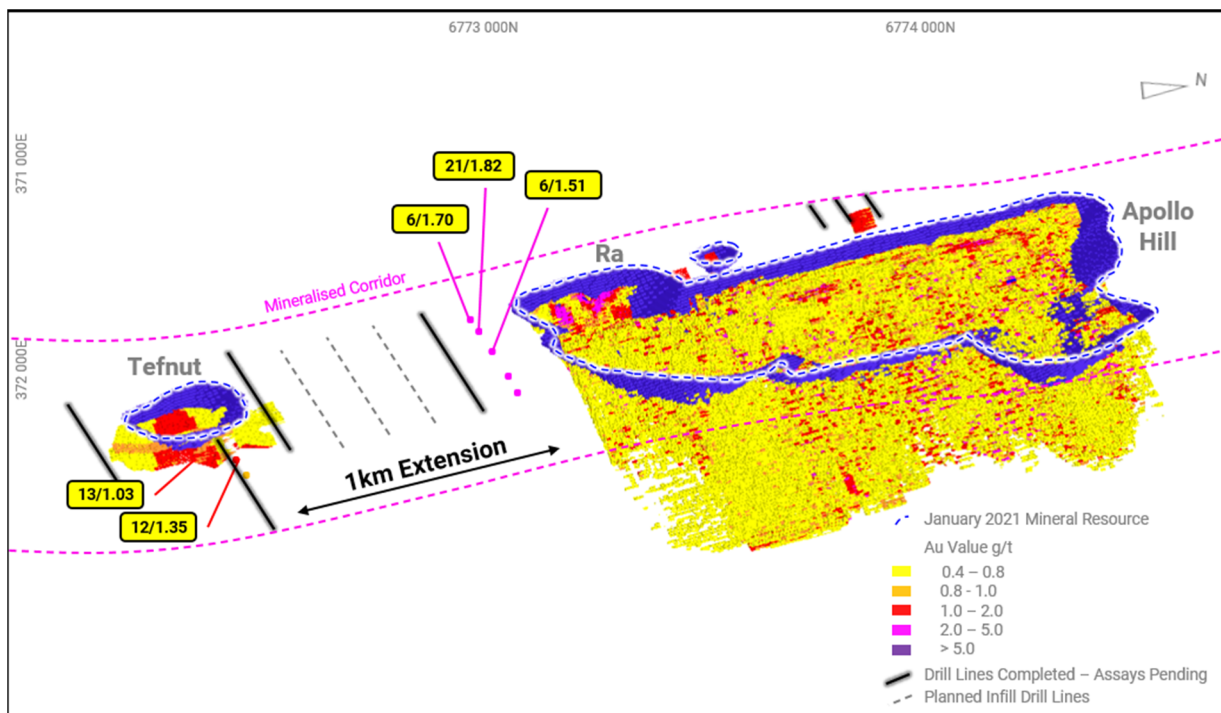 6773 000N
6774 000N
N
371 000E
21/1.82
6/1.51
6/1.70
Apollo
Hill
Ra
Mineralised Corridor
372 000E
Tefnut
1km Extension
13/1.03
12/1.35
January 2021 Mineral Resource
Au Value g/t
0.4 – 0.8
0.8 - 1.0
1.0 – 2.0
2.0 – 5.0
> 5.0
Drill Lines Completed – Assays Pending
Planned Infill Drill Lines